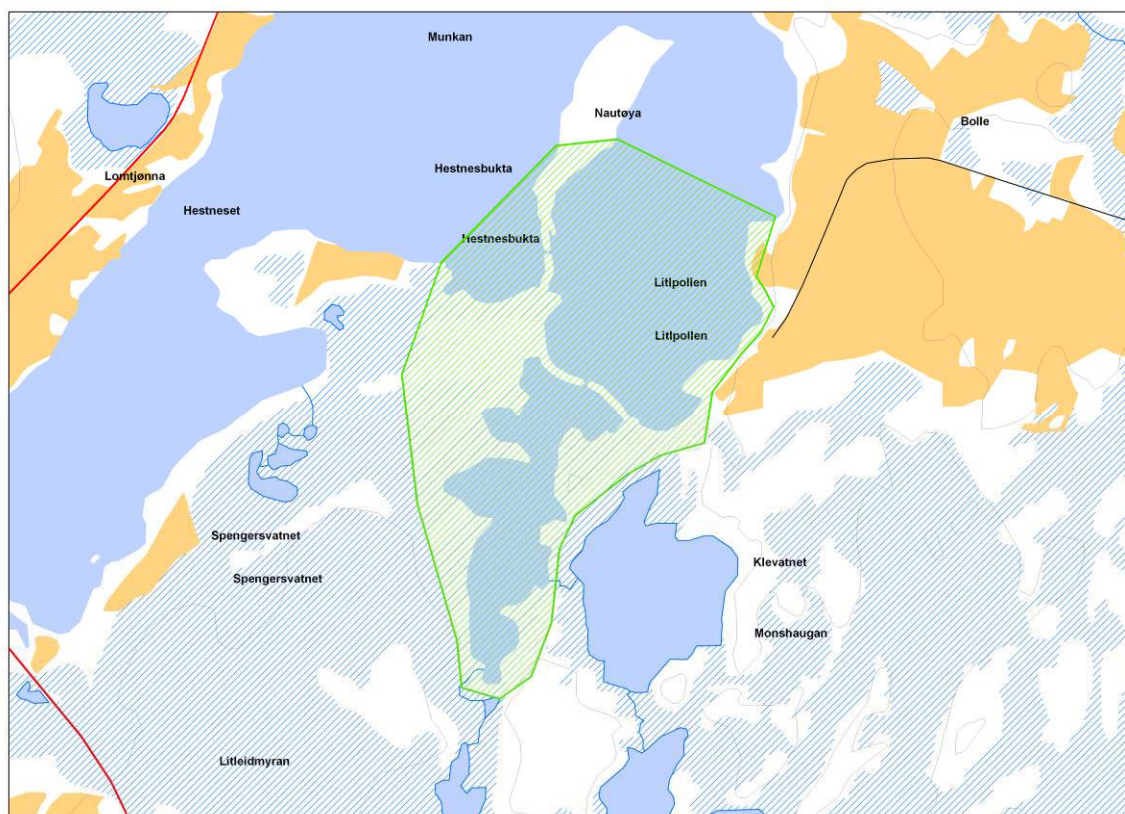 Munkan
Nautøya
Bolle
Hestnesbukta
Lomtjønna
Hestneset
Hestnesbukta
Litlpollen
Litlpollen
Spengersvatnet
Klevatnet
Spengersvatnet
Monshaugan
Litleidmyran